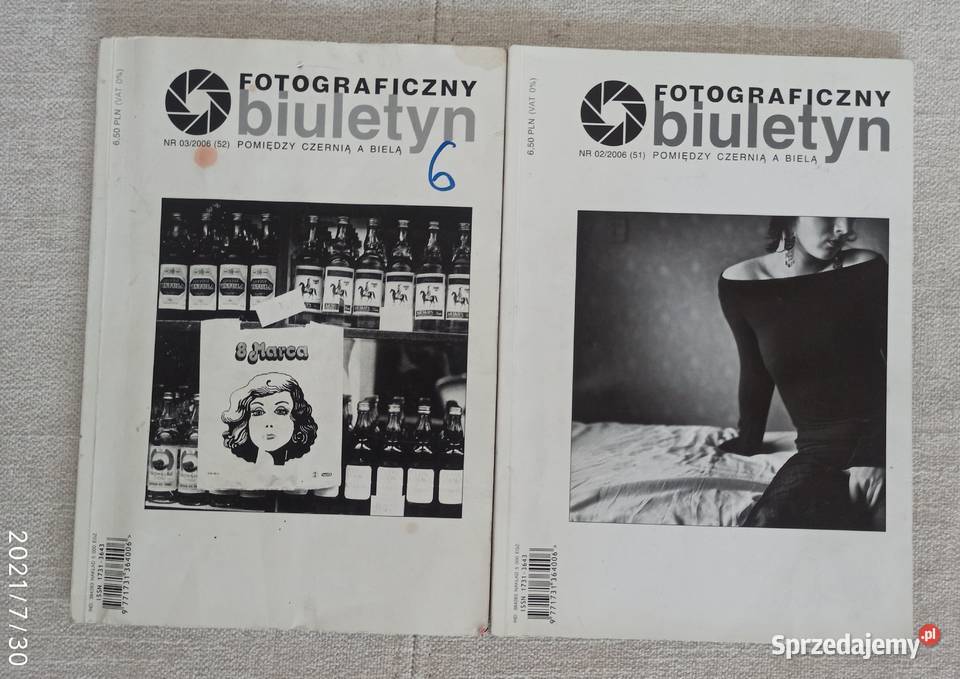 FOTOGRAFICZNY
biuletyn
NR 03/2006 (52) POMIĘDZY CZERNIĄ A BIELĄ
6,50 PLN (VAT 0%)
6
8 Marca
ISSN 1731-3643
9771731364006>
FOTOGRAFICZNY
biuletyn
NR 02/2006 (51) POMIĘDZY CZERNIĄ A BIELĄ
6,50 PLN (VAT 0%)
ISSN 1731-3643
9771731364006>
2021/7/30
Sprzedajemy.pl